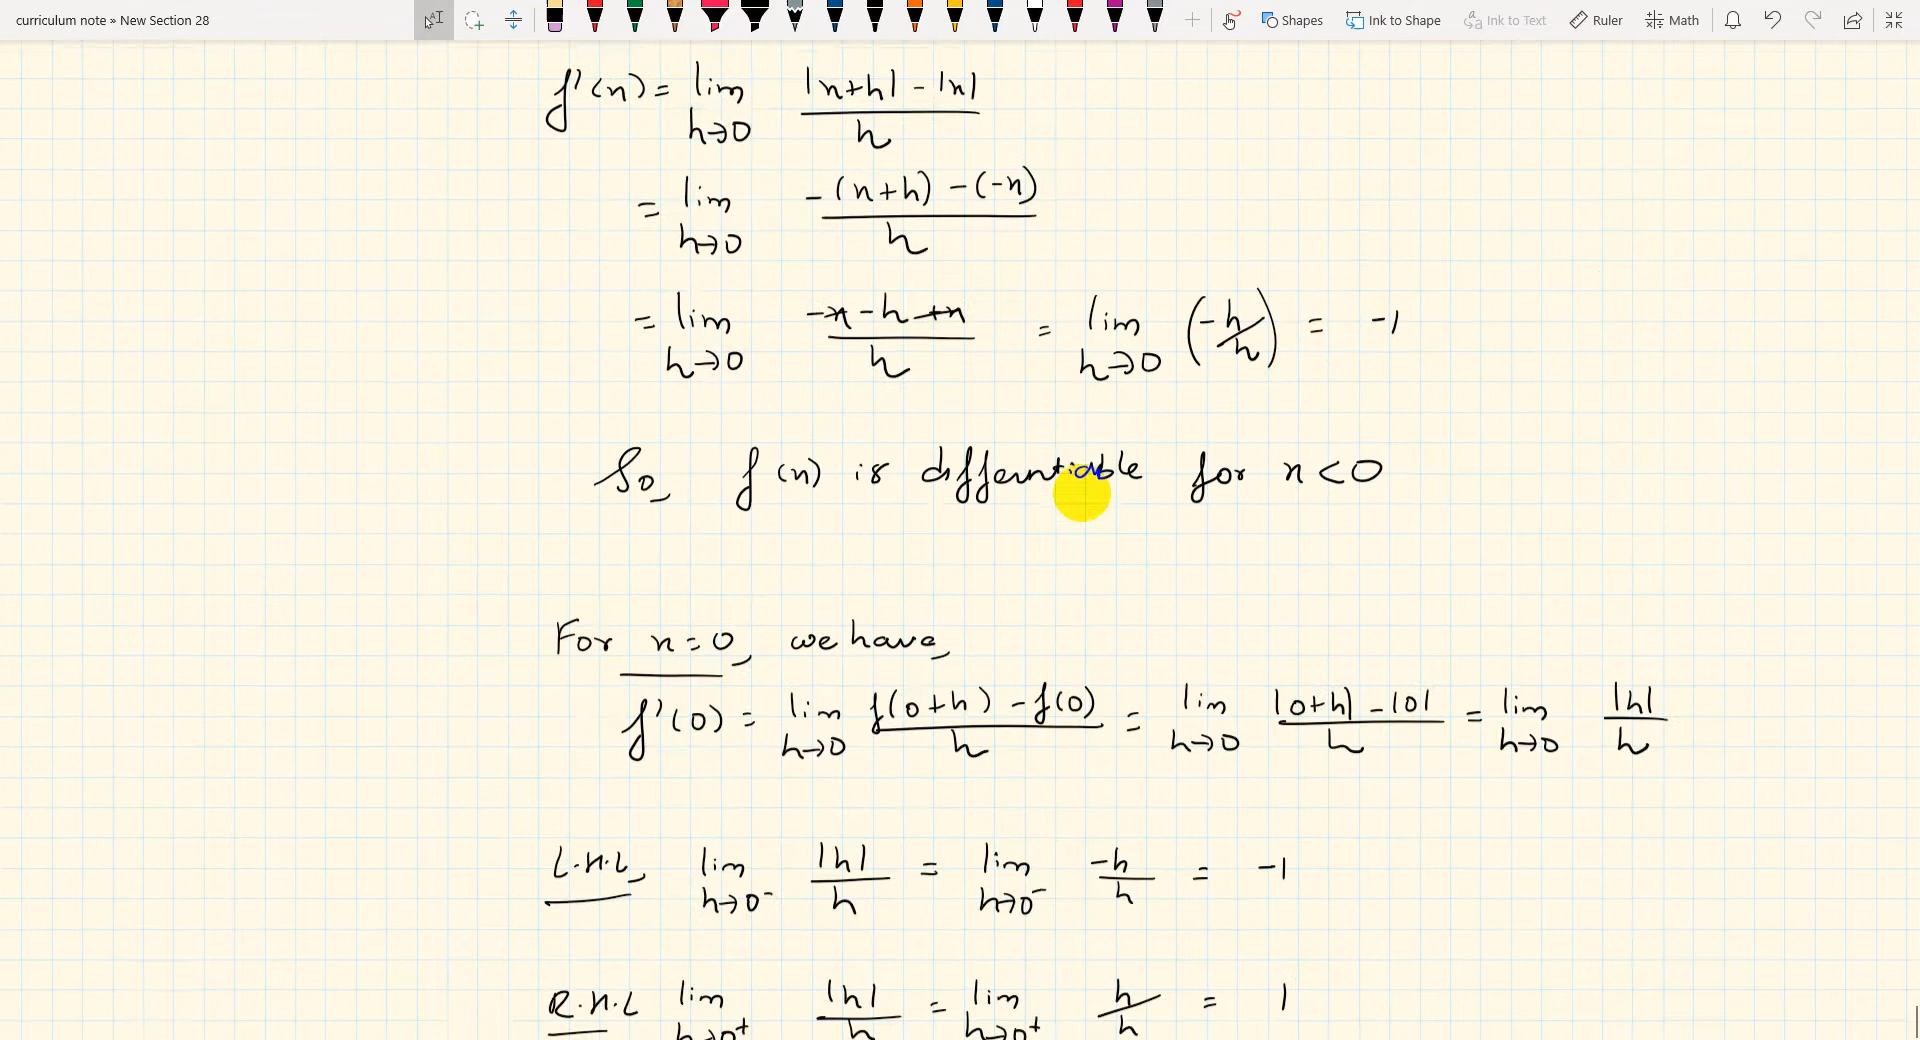 curriculum note » New Section 28
Shapes Ink to Shape Ink to Text Ruler Math
f'(x) = lim h→0 |x+h| - |x| / h
= lim h→0 -(x+h) - (-x) / h
= lim h→0 -x - h + x / h = lim h→0 (-h/h) = -1
So, f(x) is differntiable for x < 0
For x = 0, we have,
f'(0) = lim h→0 f(0+h) - f(0) / h = lim h→0 |0+h| - |0| / h = lim h→0 |h| / h
L.H.L, lim h→0⁻ |h| / h = lim h→0⁻ -h / h = -1
R.H.L lim h→0⁺ |h| / h = lim h→0⁺ h / h = 1